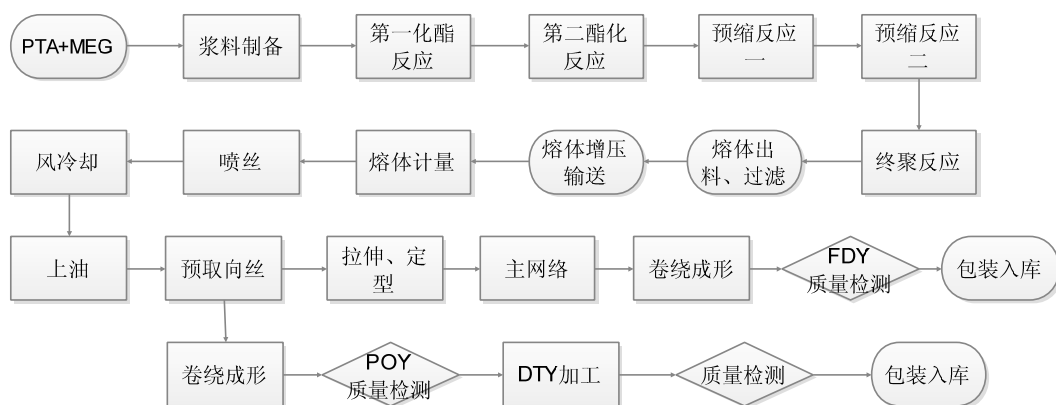 PTA+MEG
浆料制备
第一化酯
反应
第二酯化
反应
预缩反应
一
预缩反应
二
风冷却
喷丝
熔体计量
熔体增压
输送
熔体出
料、过滤
终聚反应
上油
预取向丝
拉伸、定
型
主网络
卷绕成形
FDY
质量检测
包装入库
卷绕成形
POY
质量检测
DTY加工
质量检测
包装入库